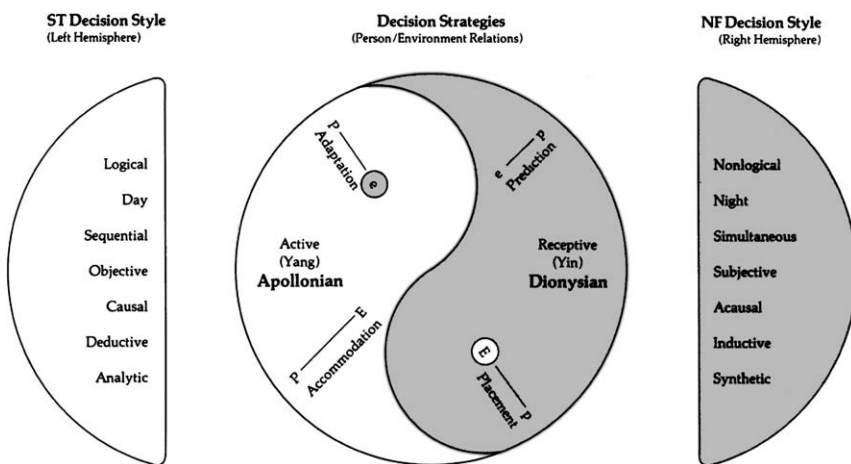 ST Decision Style
(Left Hemisphere)
Logical
Day
Sequential
Objective
Causal
Deductive
Analytic
Decision Strategies
(Person/Environment Relations)
P
Adaptation
e
P
e
Prediction
Active
(Yang)
Apollonian
Receptive
(Yin)
Dionysian
E
P
Accommodation
E
P
Placement
NF Decision Style
(Right Hemisphere)
Nonlogical
Night
Simultaneous
Subjective
Acausal
Inductive
Synthetic